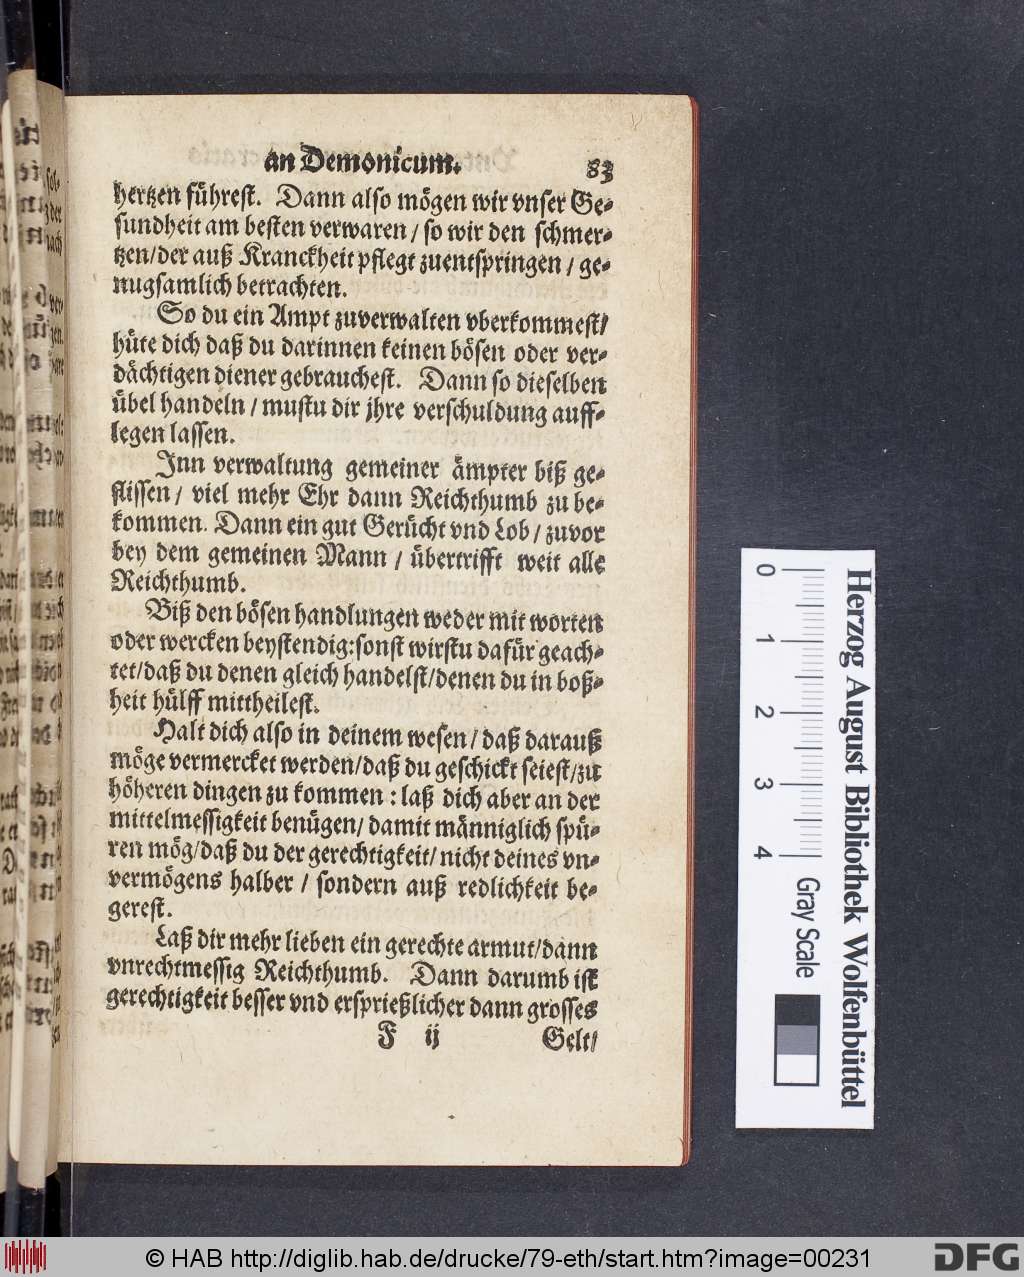 an Demonicum. 83
hertzen führest. Dann also mögen wir vnser Ge-
sundheit am besten verwaren / so wir den schmer-
tzen/der auß Kranckheit pflegt zuentspringen / ge-
nugsamlich betrachten.
So du ein Ampt zuverwalten vberkommest/
hüte dich daß du darinnen keinen bösen oder ver-
dächtigen diener gebrauchest. Dann so dieselben
übel handeln / mustu dir jhre verschuldung auff-
legen lassen.
Inn verwaltung gemeiner ämpter biß ge-
flissen / viel mehr Ehr dann Reichthumb zu be-
kommen. Dann ein gut Gerücht vnd Lob / zuvor
bey dem gemeinen Mann / übertrifft weit alle
Reichthumb.
Biß den bösen handlungen weder mit worten
oder wercken beystendig:sonst wirstu dafür geach-
tet/daß du denen gleich handelst/denen du in boß-
heit hülff mittheilest.
Halt dich also in deinem wesen / daß darauß
möge vermercket werden/daß du geschickt seiest/zu
höheren dingen zu kommen : laß dich aber an der
mittelmessigkeit benügen/ damit männiglich spü-
ren mög/daß du der gerechtigkeit/ nicht deines vn-
vermögens halber / sondern auß redlichkeit be-
gerest.
Laß dir mehr lieben ein gerechte armut/dann
vnrechtmessig Reichthumb. Dann darumb ist
gerechtigkeit besser vnd ersprießlicher dann grosses
F ij Gelt/
Herzog August Bibliothek Wolfenbüttel
0 1 2 3 4 Gray Scale
© HAB http://diglib.hab.de/drucke/79-eth/start.htm?image=00231
DFG